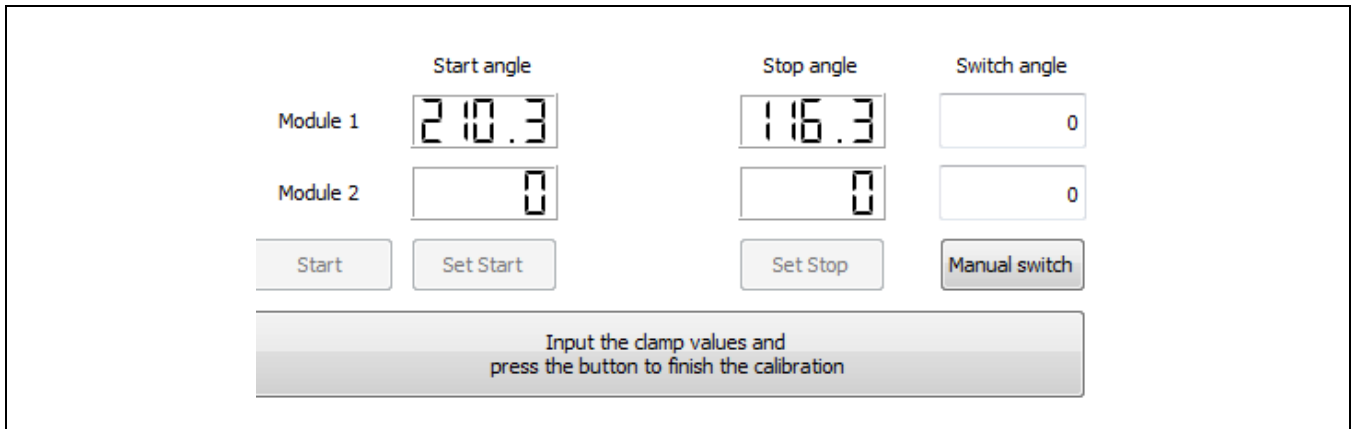 Start angle Stop angle Switch angle
Module 1 210.3 116.3 0
Module 2 0 0 0
Start Set Start Set Stop Manual switch
Input the clamp values and
press the button to finish the calibration